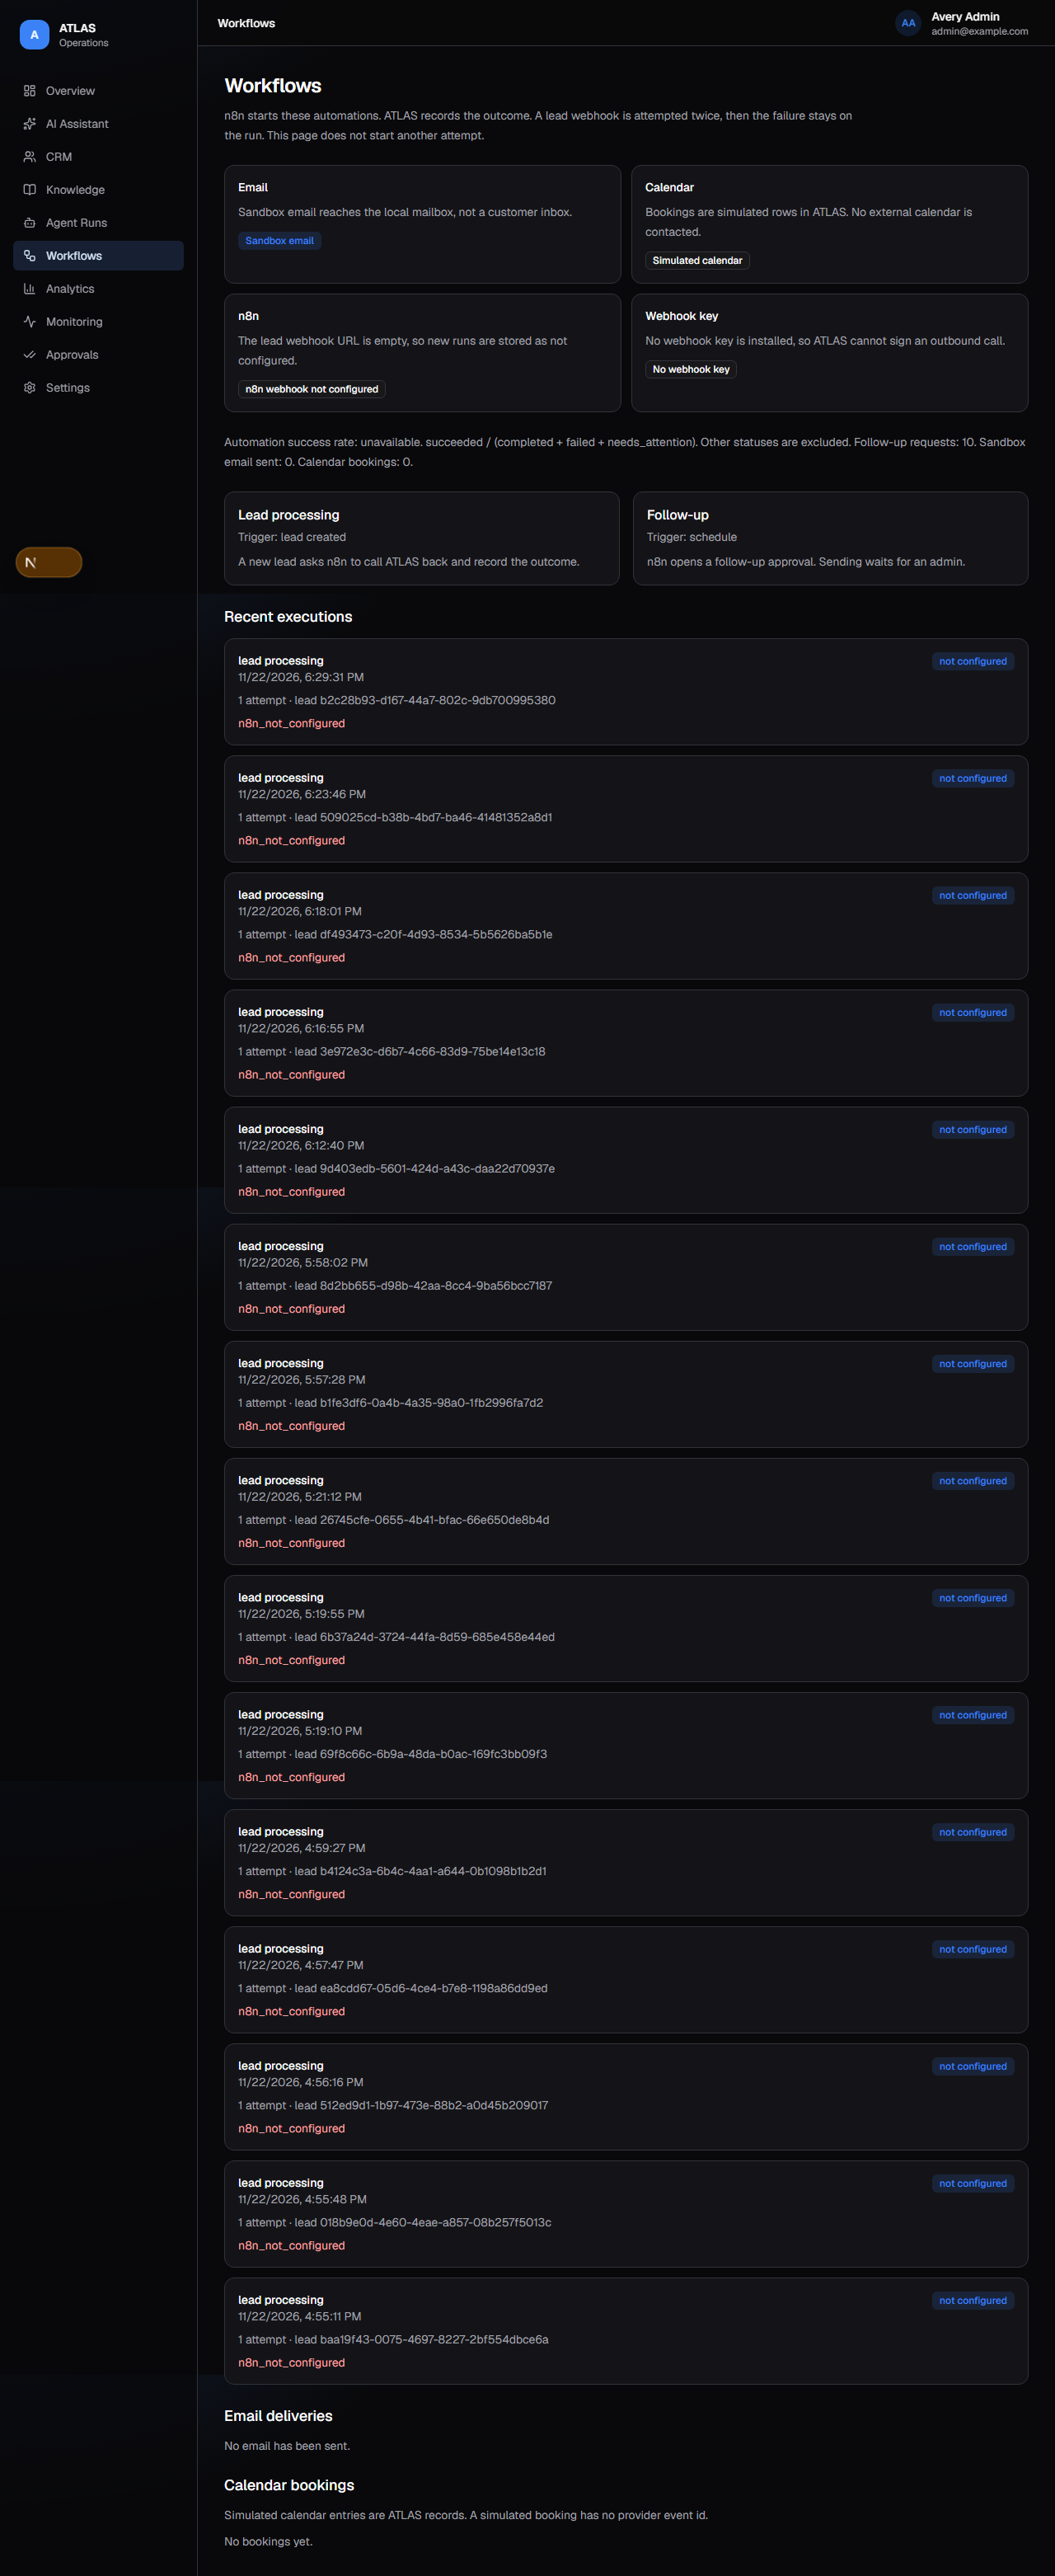 A
ATLAS
Operations
Overview
AI Assistant
CRM
Knowledge
Agent Runs
Workflows
Analytics
Monitoring
Approvals
Settings
N
Workflows
AA
Avery Admin
admin@example.com
Workflows
n8n starts these automations. ATLAS records the outcome. A lead webhook is attempted twice, then the failure stays on
the run. This page does not start another attempt.
Email
Sandbox email reaches the local mailbox, not a customer inbox.
Sandbox email
Calendar
Bookings are simulated rows in ATLAS. No external calendar is
contacted.
Simulated calendar
n8n
The lead webhook URL is empty, so new runs are stored as not
configured.
n8n webhook not configured
Webhook key
No webhook key is installed, so ATLAS cannot sign an outbound call.
No webhook key
Automation success rate: unavailable. succeeded / (completed + failed + needs_attention). Other statuses are excluded. Follow-up requests: 10. Sandbox
email sent: 0. Calendar bookings: 0.
Lead processing
Trigger: lead created
A new lead asks n8n to call ATLAS back and record the outcome.
Follow-up
Trigger: schedule
n8n opens a follow-up approval. Sending waits for an admin.
Recent executions
lead processing
not configured
11/22/2026, 6:29:31 PM
1 attempt · lead b2c28b93-d167-44a7-802c-9db700995380
n8n_not_configured
lead processing
not configured
11/22/2026, 6:23:46 PM
1 attempt · lead 509025cd-b38b-4bd7-ba46-41481352a8d1
n8n_not_configured
lead processing
not configured
11/22/2026, 6:18:01 PM
1 attempt · lead df493473-c20f-4d93-8534-5b5626ba5b1e
n8n_not_configured
lead processing
not configured
11/22/2026, 6:16:55 PM
1 attempt · lead 3e972e3c-d6b7-4c66-83d9-75be14e13c18
n8n_not_configured
lead processing
not configured
11/22/2026, 6:12:40 PM
1 attempt · lead 9d403edb-5601-424d-a43c-daa22d70937e
n8n_not_configured
lead processing
not configured
11/22/2026, 5:58:02 PM
1 attempt · lead 8d2bb655-d98b-42aa-8cc4-9ba56bcc7187
n8n_not_configured
lead processing
not configured
11/22/2026, 5:57:28 PM
1 attempt · lead b1fe3df6-0a4b-4a35-98a0-1fb2996fa7d2
n8n_not_configured
lead processing
not configured
11/22/2026, 5:21:12 PM
1 attempt · lead 26745cfe-0655-4b41-bfac-66e650de8b4d
n8n_not_configured
lead processing
not configured
11/22/2026, 5:19:55 PM
1 attempt · lead 6b37a24d-3724-44fa-8d59-685e458e44ed
n8n_not_configured
lead processing
not configured
11/22/2026, 5:19:10 PM
1 attempt · lead 69f8c66c-6b9a-48da-b0ac-169fc3bb09f3
n8n_not_configured
lead processing
not configured
11/22/2026, 4:59:27 PM
1 attempt · lead b4124c3a-6b4c-4aa1-a644-0b1098b1b2d1
n8n_not_configured
lead processing
not configured
11/22/2026, 4:57:47 PM
1 attempt · lead ea8cdd67-05d6-4ce4-b7e8-1198a86dd9ed
n8n_not_configured
lead processing
not configured
11/22/2026, 4:56:16 PM
1 attempt · lead 512ed9d1-1b97-473e-88b2-a0d45b209017
n8n_not_configured
lead processing
not configured
11/22/2026, 4:55:48 PM
1 attempt · lead 018b9e0d-4e60-4eae-a857-08b257f5013c
n8n_not_configured
lead processing
not configured
11/22/2026, 4:55:11 PM
1 attempt · lead baa19f43-0075-4697-8227-2bf554dbce6a
n8n_not_configured
Email deliveries
No email has been sent.
Calendar bookings
Simulated calendar entries are ATLAS records. A simulated booking has no provider event id.
No bookings yet.